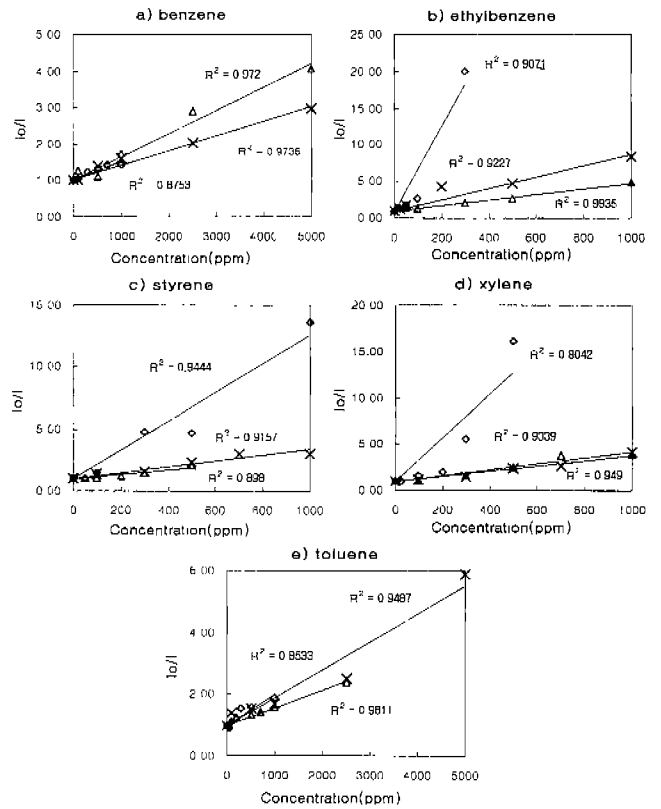 a) benzene
Io/I
5 00
4 00
3 00
2 00
1 00
0 00
R² = 0.972
R² - 0.9736
R² - 0.8753
0 1000 2000 3000 4000 5000
Concentration(ppm)
b) ethylbenzene
Io/I
25 00
20 00
15 00
10 00
5 00
0 00
R² = 0.9071
R² - 0.9227
R² = 0.9935
0 200 400 600 800 1000
Concentration(ppm)
c) styrene
Io/I
15 00
10 00
5 00
0 00
R² - 0.9444
R² - 0.9157
R² = 0.898
0 200 400 600 800 1000
Concentration(ppm)
d) xylene
Io/I
20 00
15 00
10 00
5 00
0 00
R² = 0.8042
R² - 0.9339
R² = 0.949
0 200 400 600 800 1000
Concentration(ppm)
e) toluene
Io/I
6 00
4 00
2 00
0 00
R² = 0.9487
R² = 0.8533
R² - 0.9811
0 1000 2000 3000 4000 5000
Concentration(ppm)